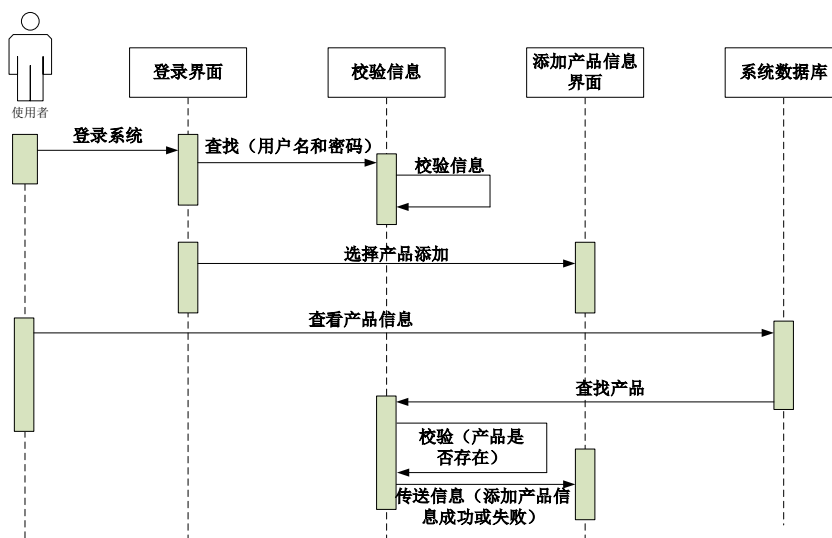 登录界面
校验信息
添加产品信息
界面
系统数据库
使用者
登录系统
查找（用户名和密码）
校验信息
选择产品添加
查看产品信息
查找产品
校验（产品是
否存在）
传送信息（添加产品信
息成功或失败）